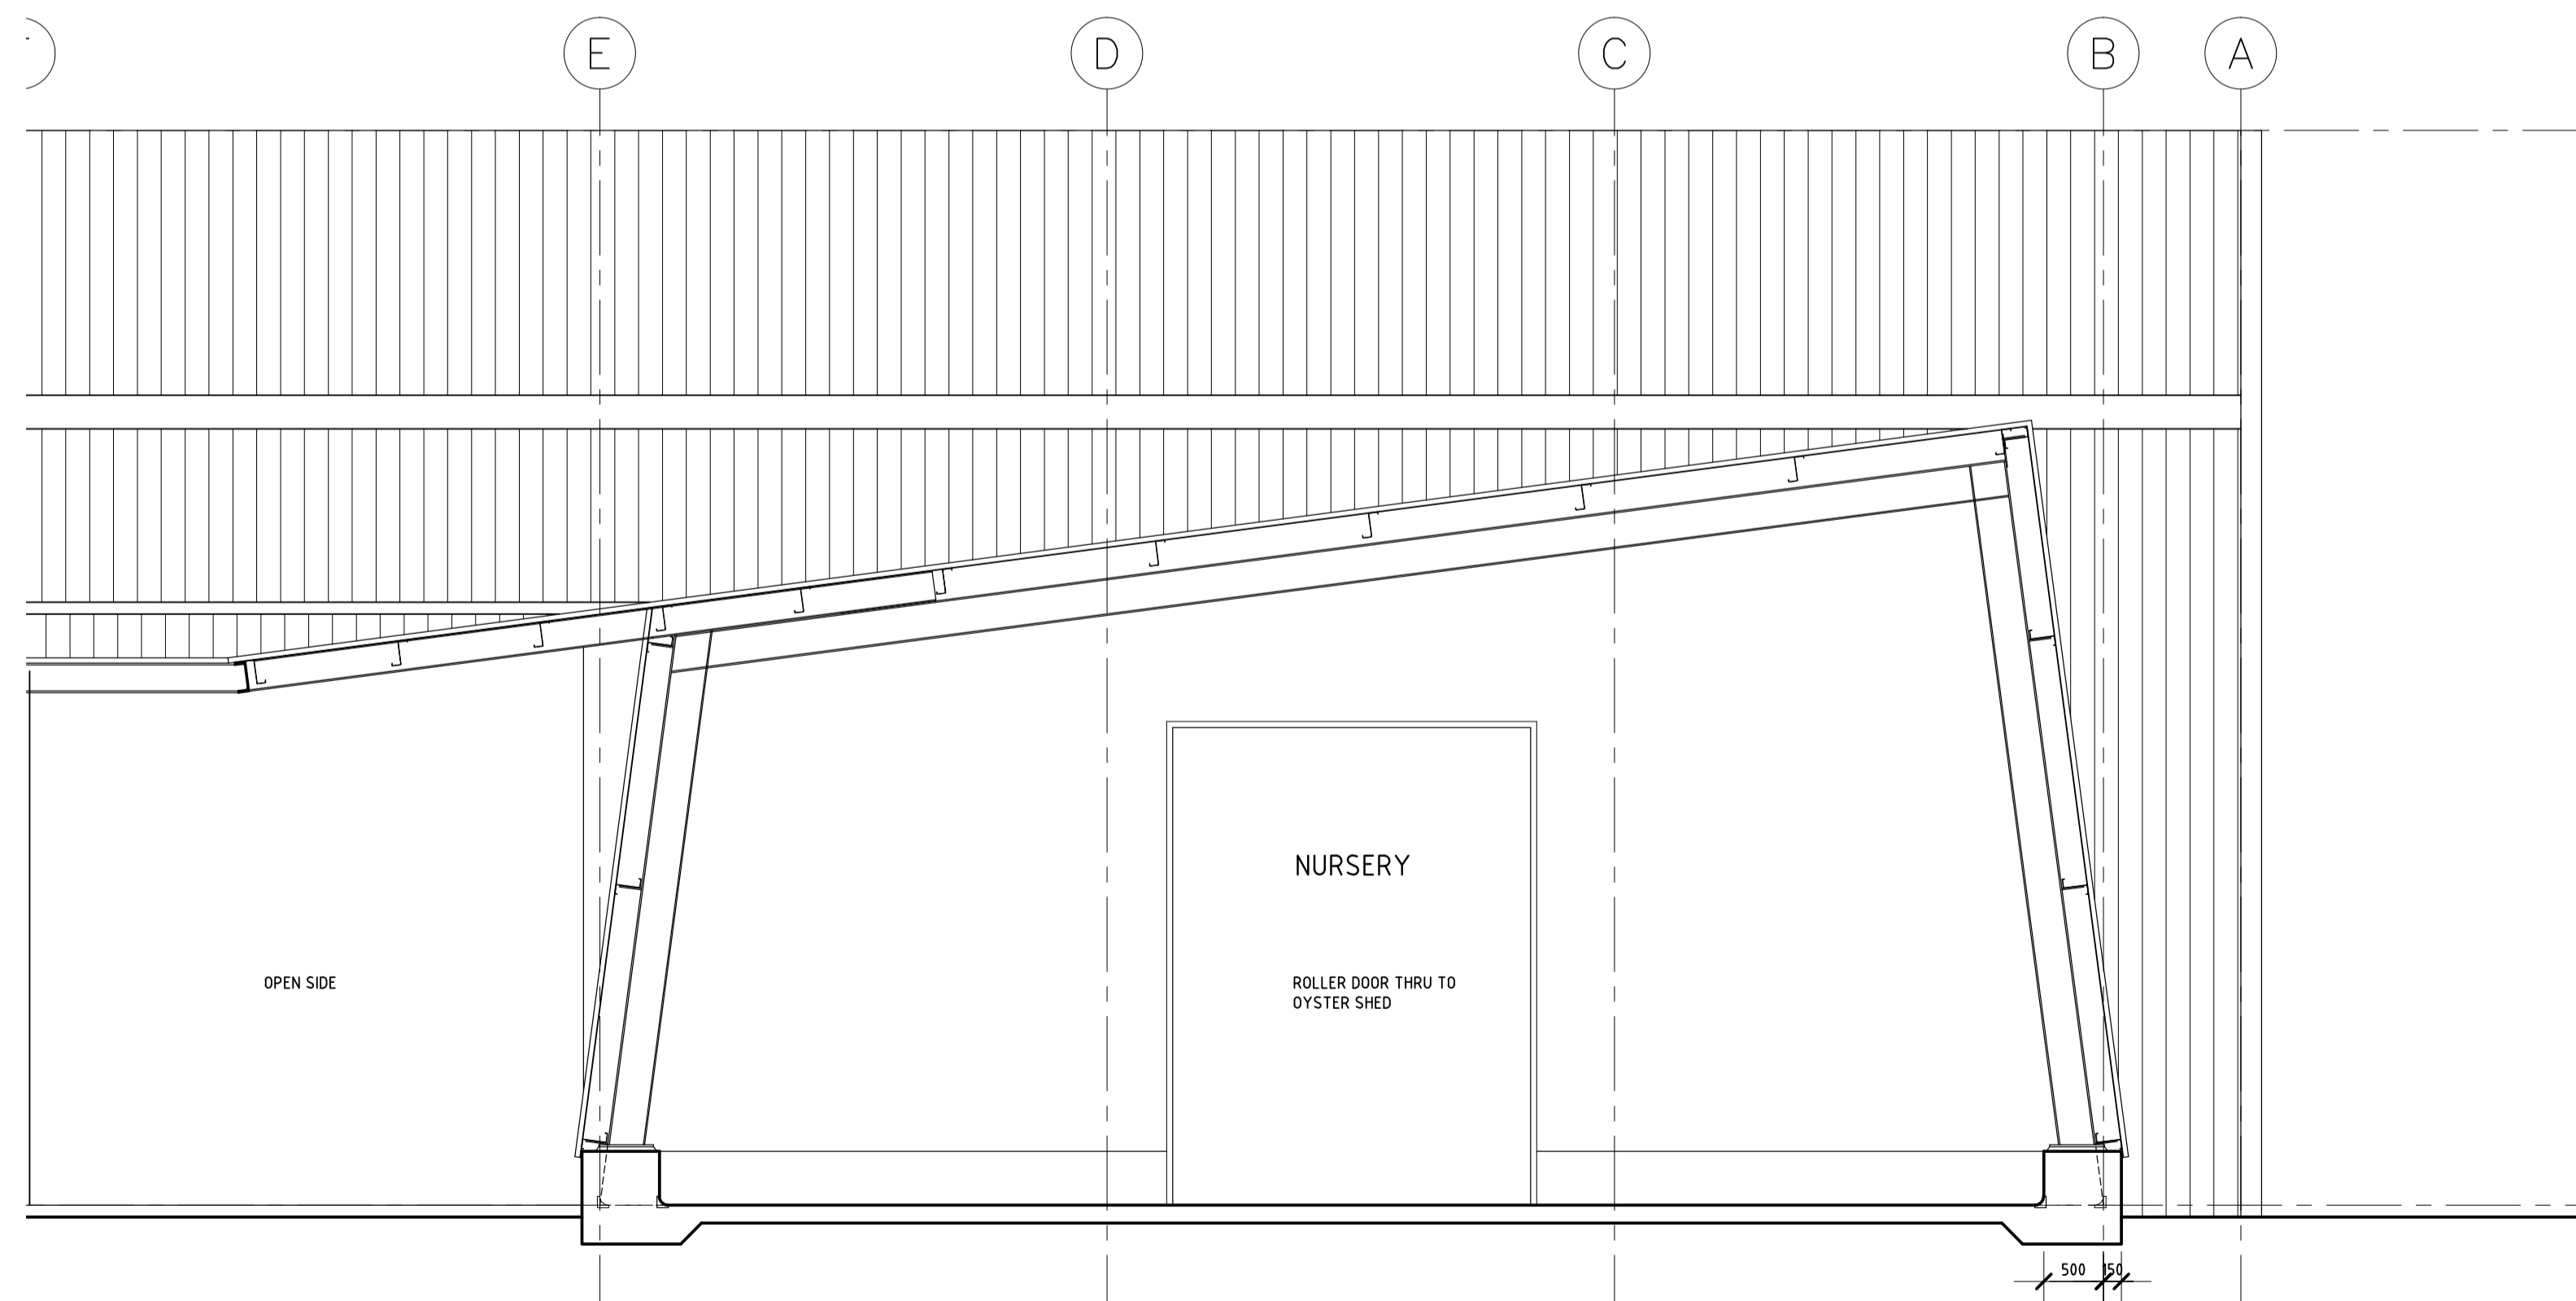 E D C B A
NURSERY
OPEN SIDE
ROLLER DOOR THRU TO
OYSTER SHED
500 150